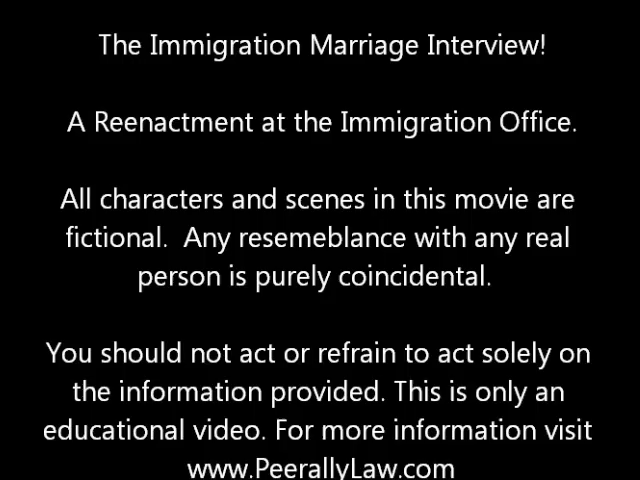 The Immigration Marriage Interview!
A Reenactment at the Immigration Office.
All characters and scenes in this movie are
fictional.  Any resemeblance with any real
person is purely coincidental.
You should not act or refrain to act solely on
the information provided. This is only an
educational video. For more information visit
www.PeerallyLaw.com